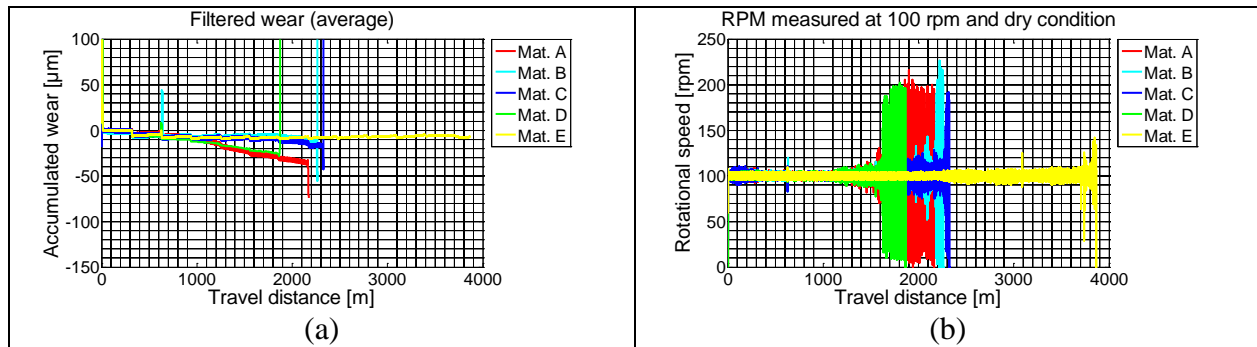 Filtered wear (average)
Accumulated wear [µm]
100
50
0
-50
-100
-150
0
1000
2000
3000
4000
Travel distance [m]
Mat. A
Mat. B
Mat. C
Mat. D
Mat. E
(a)
RPM measured at 100 rpm and dry condition
Rotational speed [rpm]
250
200
150
100
50
0
0
1000
2000
3000
4000
Travel distance [m]
Mat. A
Mat. B
Mat. C
Mat. D
Mat. E
(b)